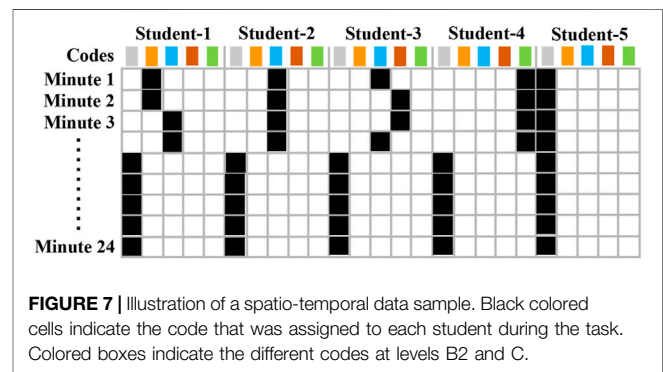 Student-1 Student-2 Student-3 Student-4 Student-5
Codes
Minute 1
Minute 2
Minute 3
Minute 24
FIGURE 7 | Illustration of a spatio-temporal data sample. Black colored
cells indicate the code that was assigned to each student during the task.
Colored boxes indicate the different codes at levels B2 and C.